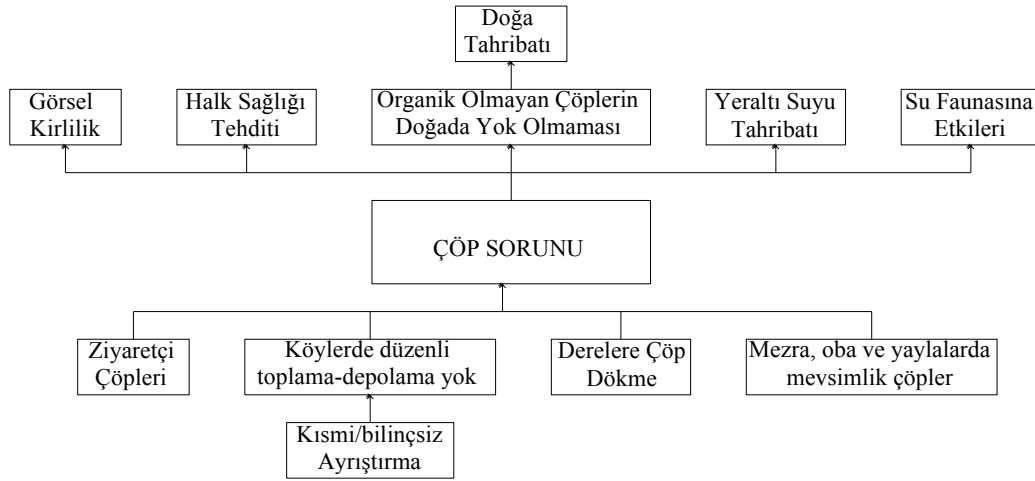 Doğa
Tahribatı
Görsel
Kirlilik
Halk Sağlığı
Tehditi
Organik Olmayan Çöplerin
Doğada Yok Olmaması
Yeraltı Suyu
Tahribatı
Su Faunasına
Etkileri
ÇÖP SORUNU
Ziyaretçi
Çöpleri
Köylerde düzenli
toplama-depolama yok
Derelere Çöp
Dökme
Mezra, oba ve yaylalarda
mevsimlik çöpler
Kısmi/bilinçsiz
Ayrıştırma